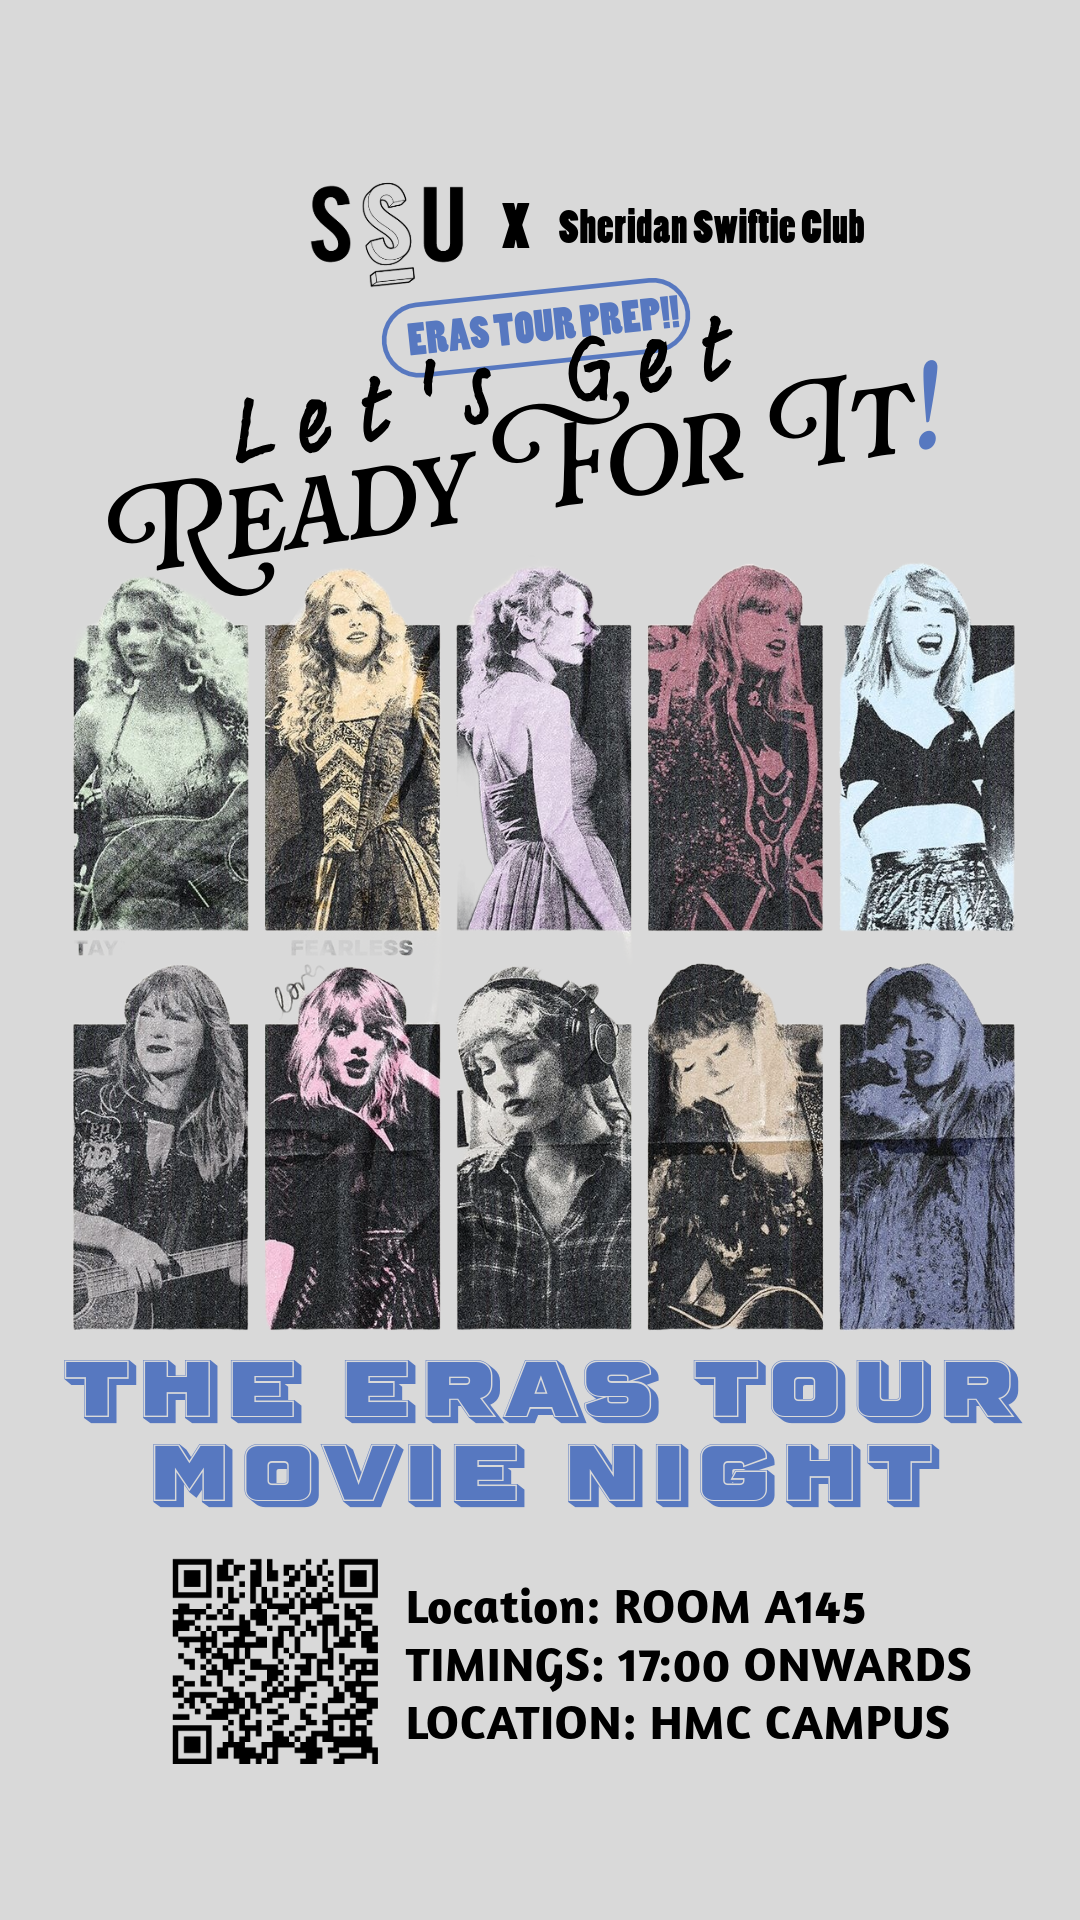 SSU X Sheridan Swiftie Club
ERAS TOUR PREP!!
Let's Get
READY FOR IT!
TAY
FEARLESS
lover
THE ERAS TOUR
MOVIE NIGHT
Location: ROOM A145
TIMINGS: 17:00 ONWARDS
LOCATION: HMC CAMPUS